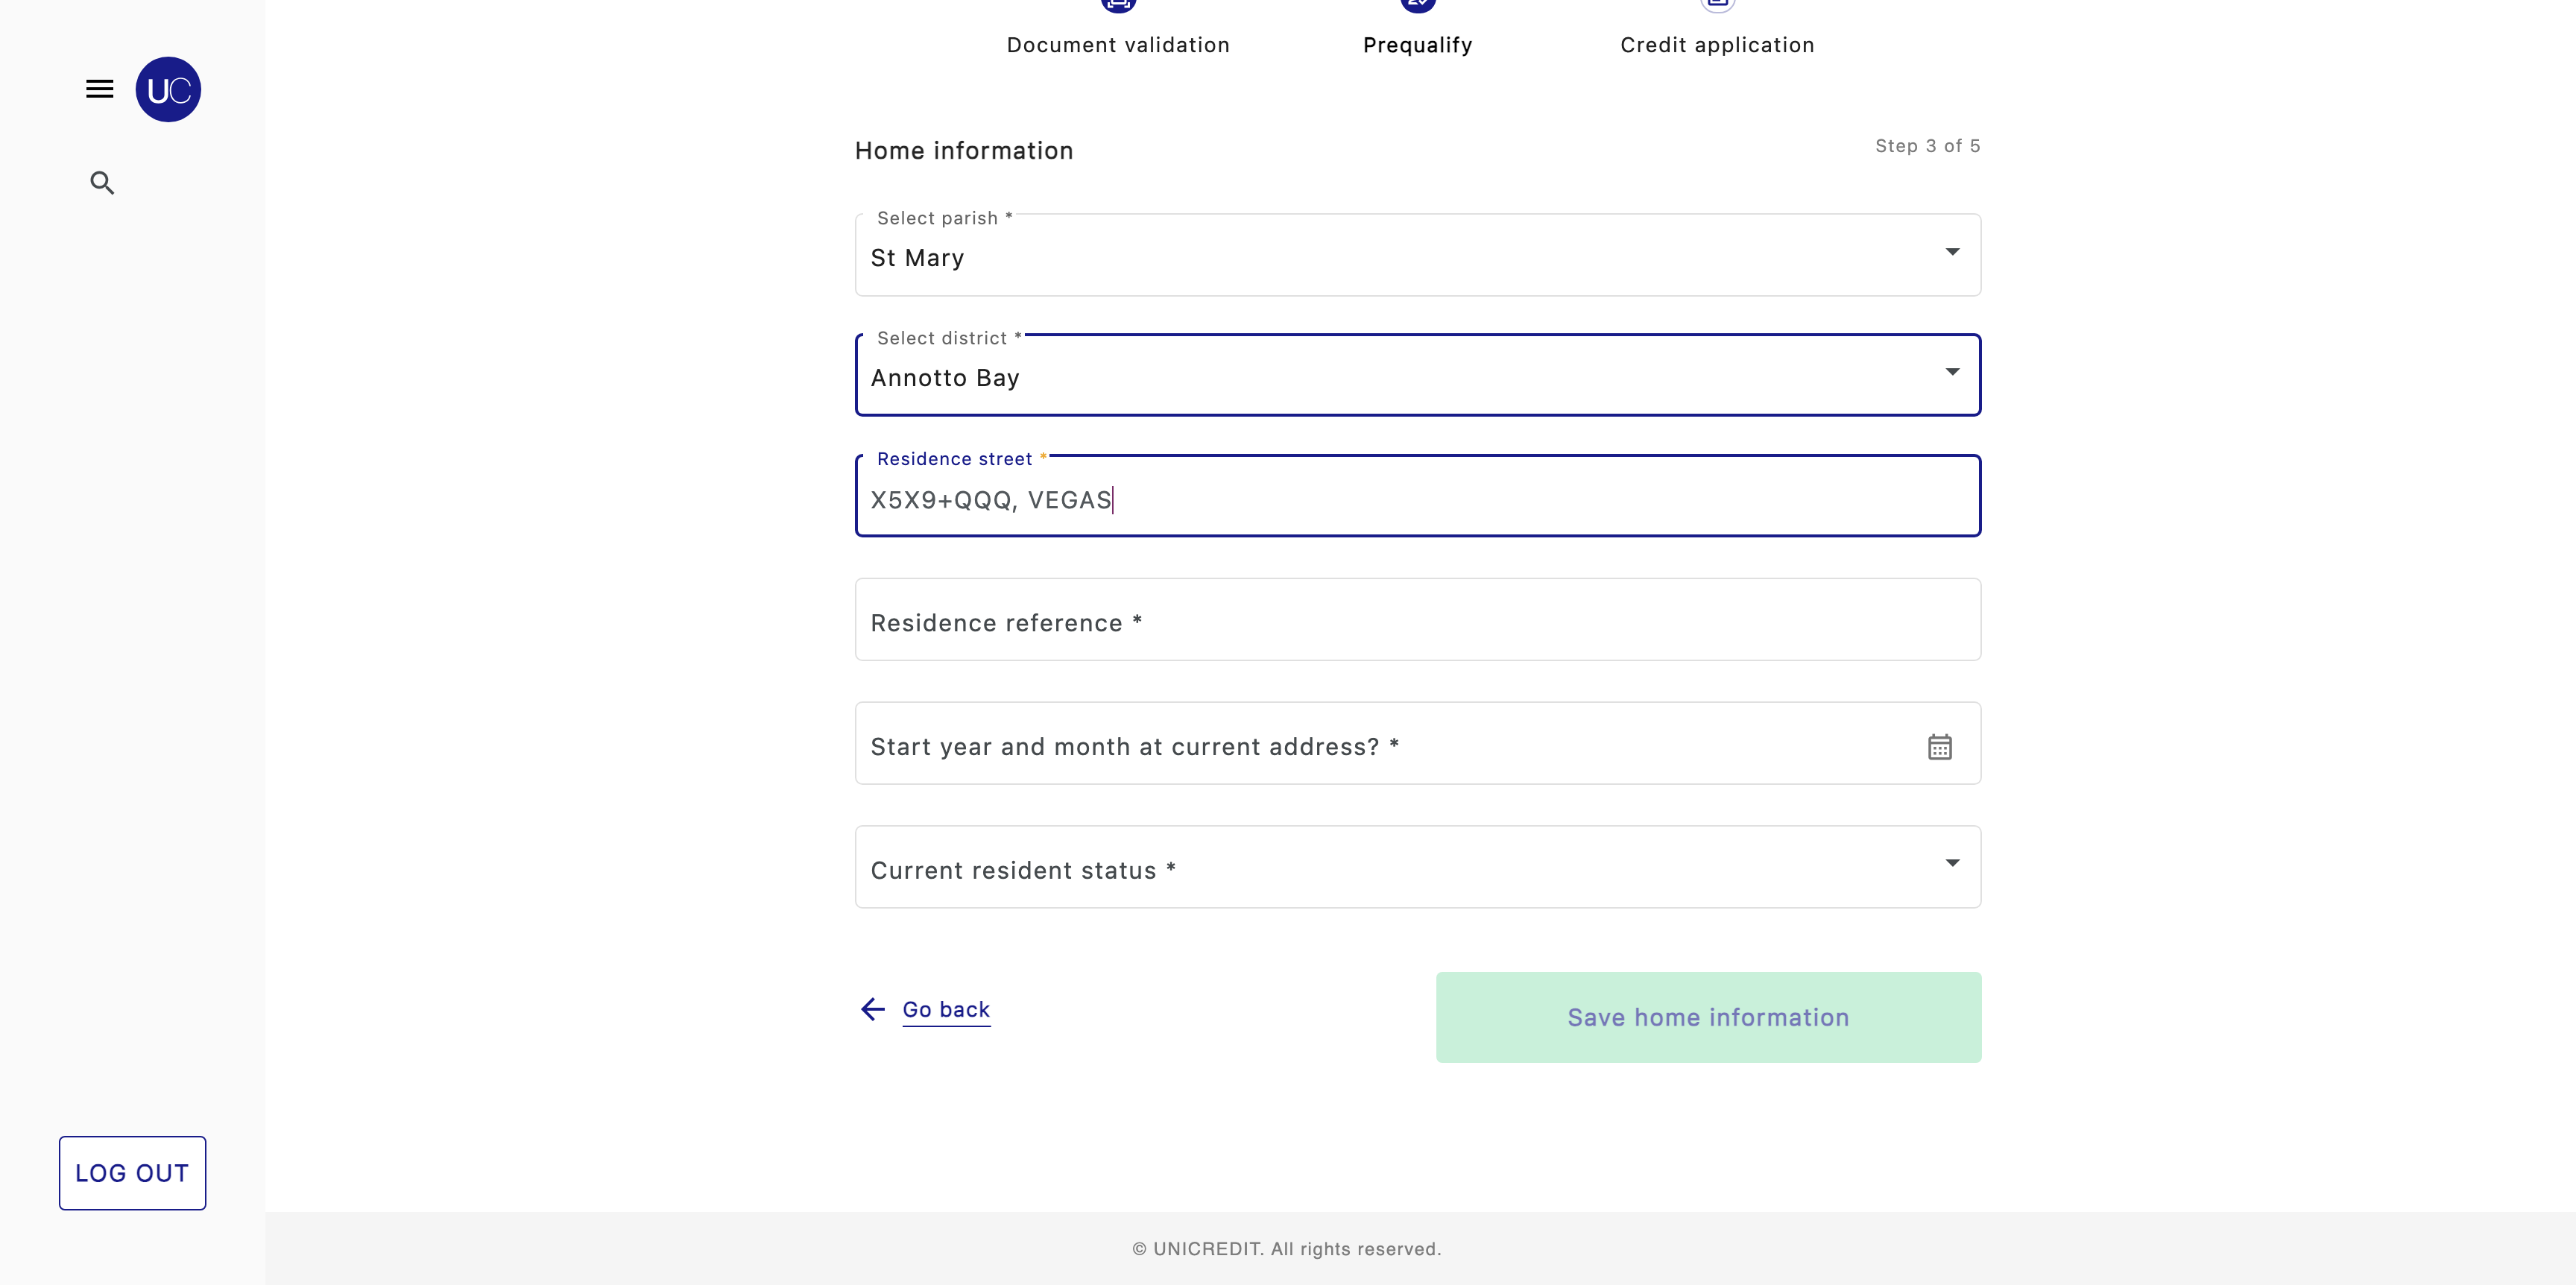 Document validation
Prequalify
Credit application
UC
Home information
Step 3 of 5
Select parish *
St Mary
Select district *
Annotto Bay
Residence street *
X5X9+QQQ, VEGAS
Residence reference *
Start year and month at current address? *
Current resident status *
Go back
Save home information
LOG OUT
© UNICREDIT. All rights reserved.